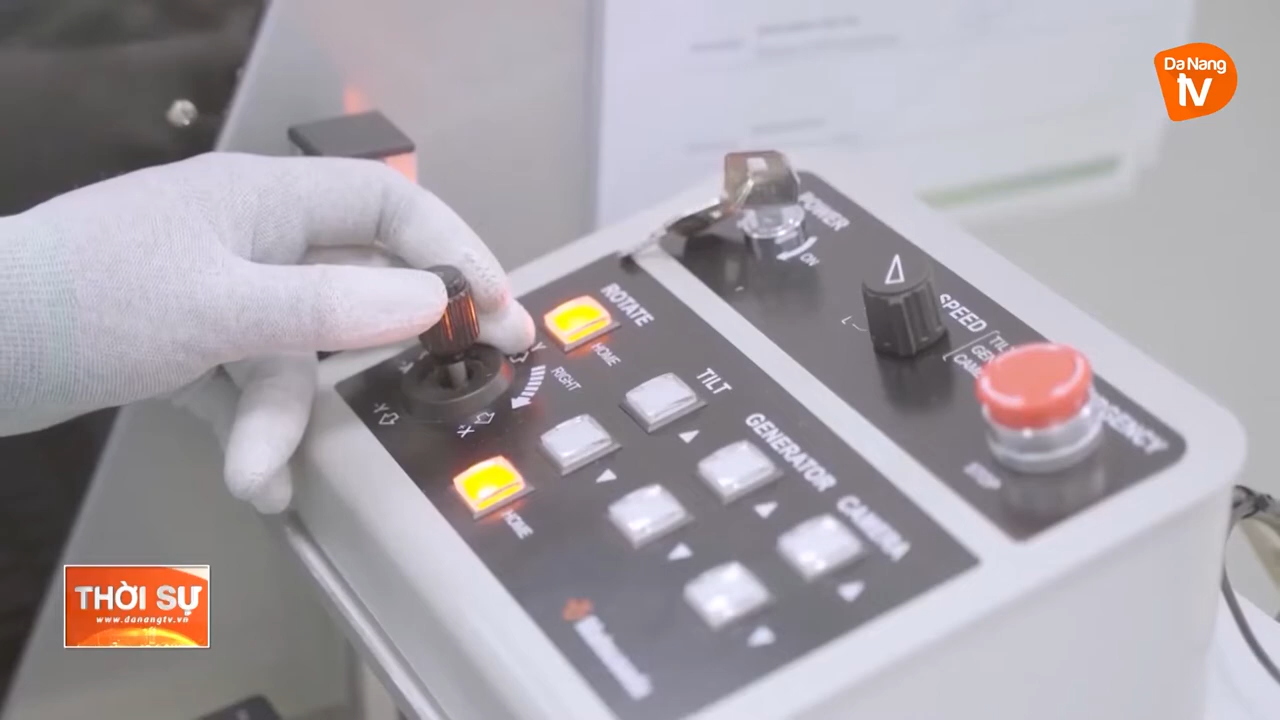 Da Nang
tv
POWER
ON
SPEED
L
ROTATE
HOME
RIGHT
TILT
GENERATOR
CAMERA
Y
-Y
-X
HOME
STOP
THỜI SỰ
www.danangtv.vn